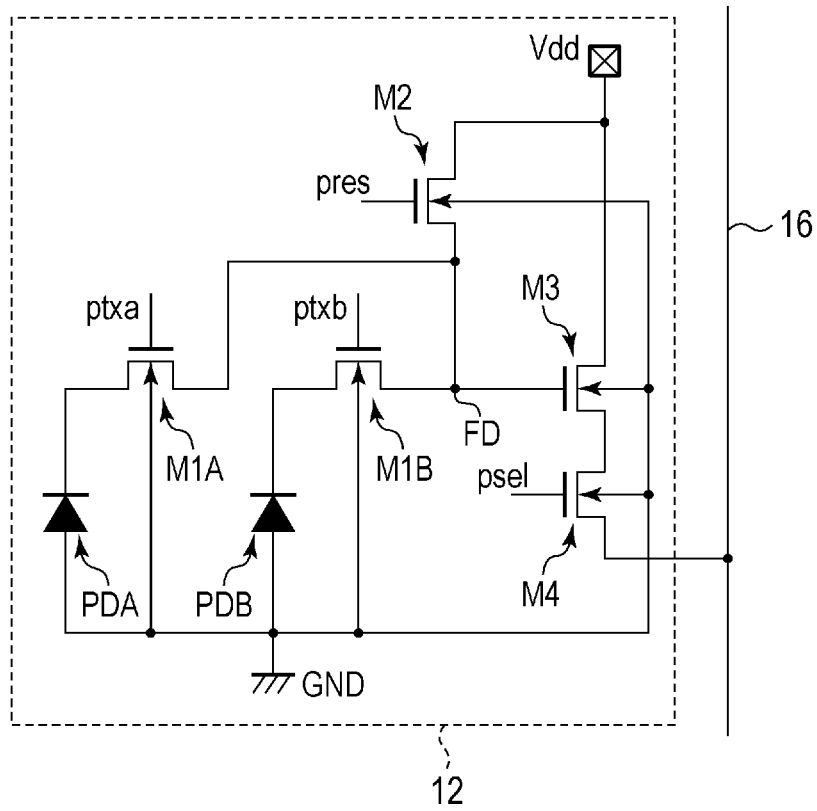 Vdd
M2
pres
16
M3
ptxa
ptxb
FD
M1A
M1B
psel
PDA
PDB
M4
GND
12